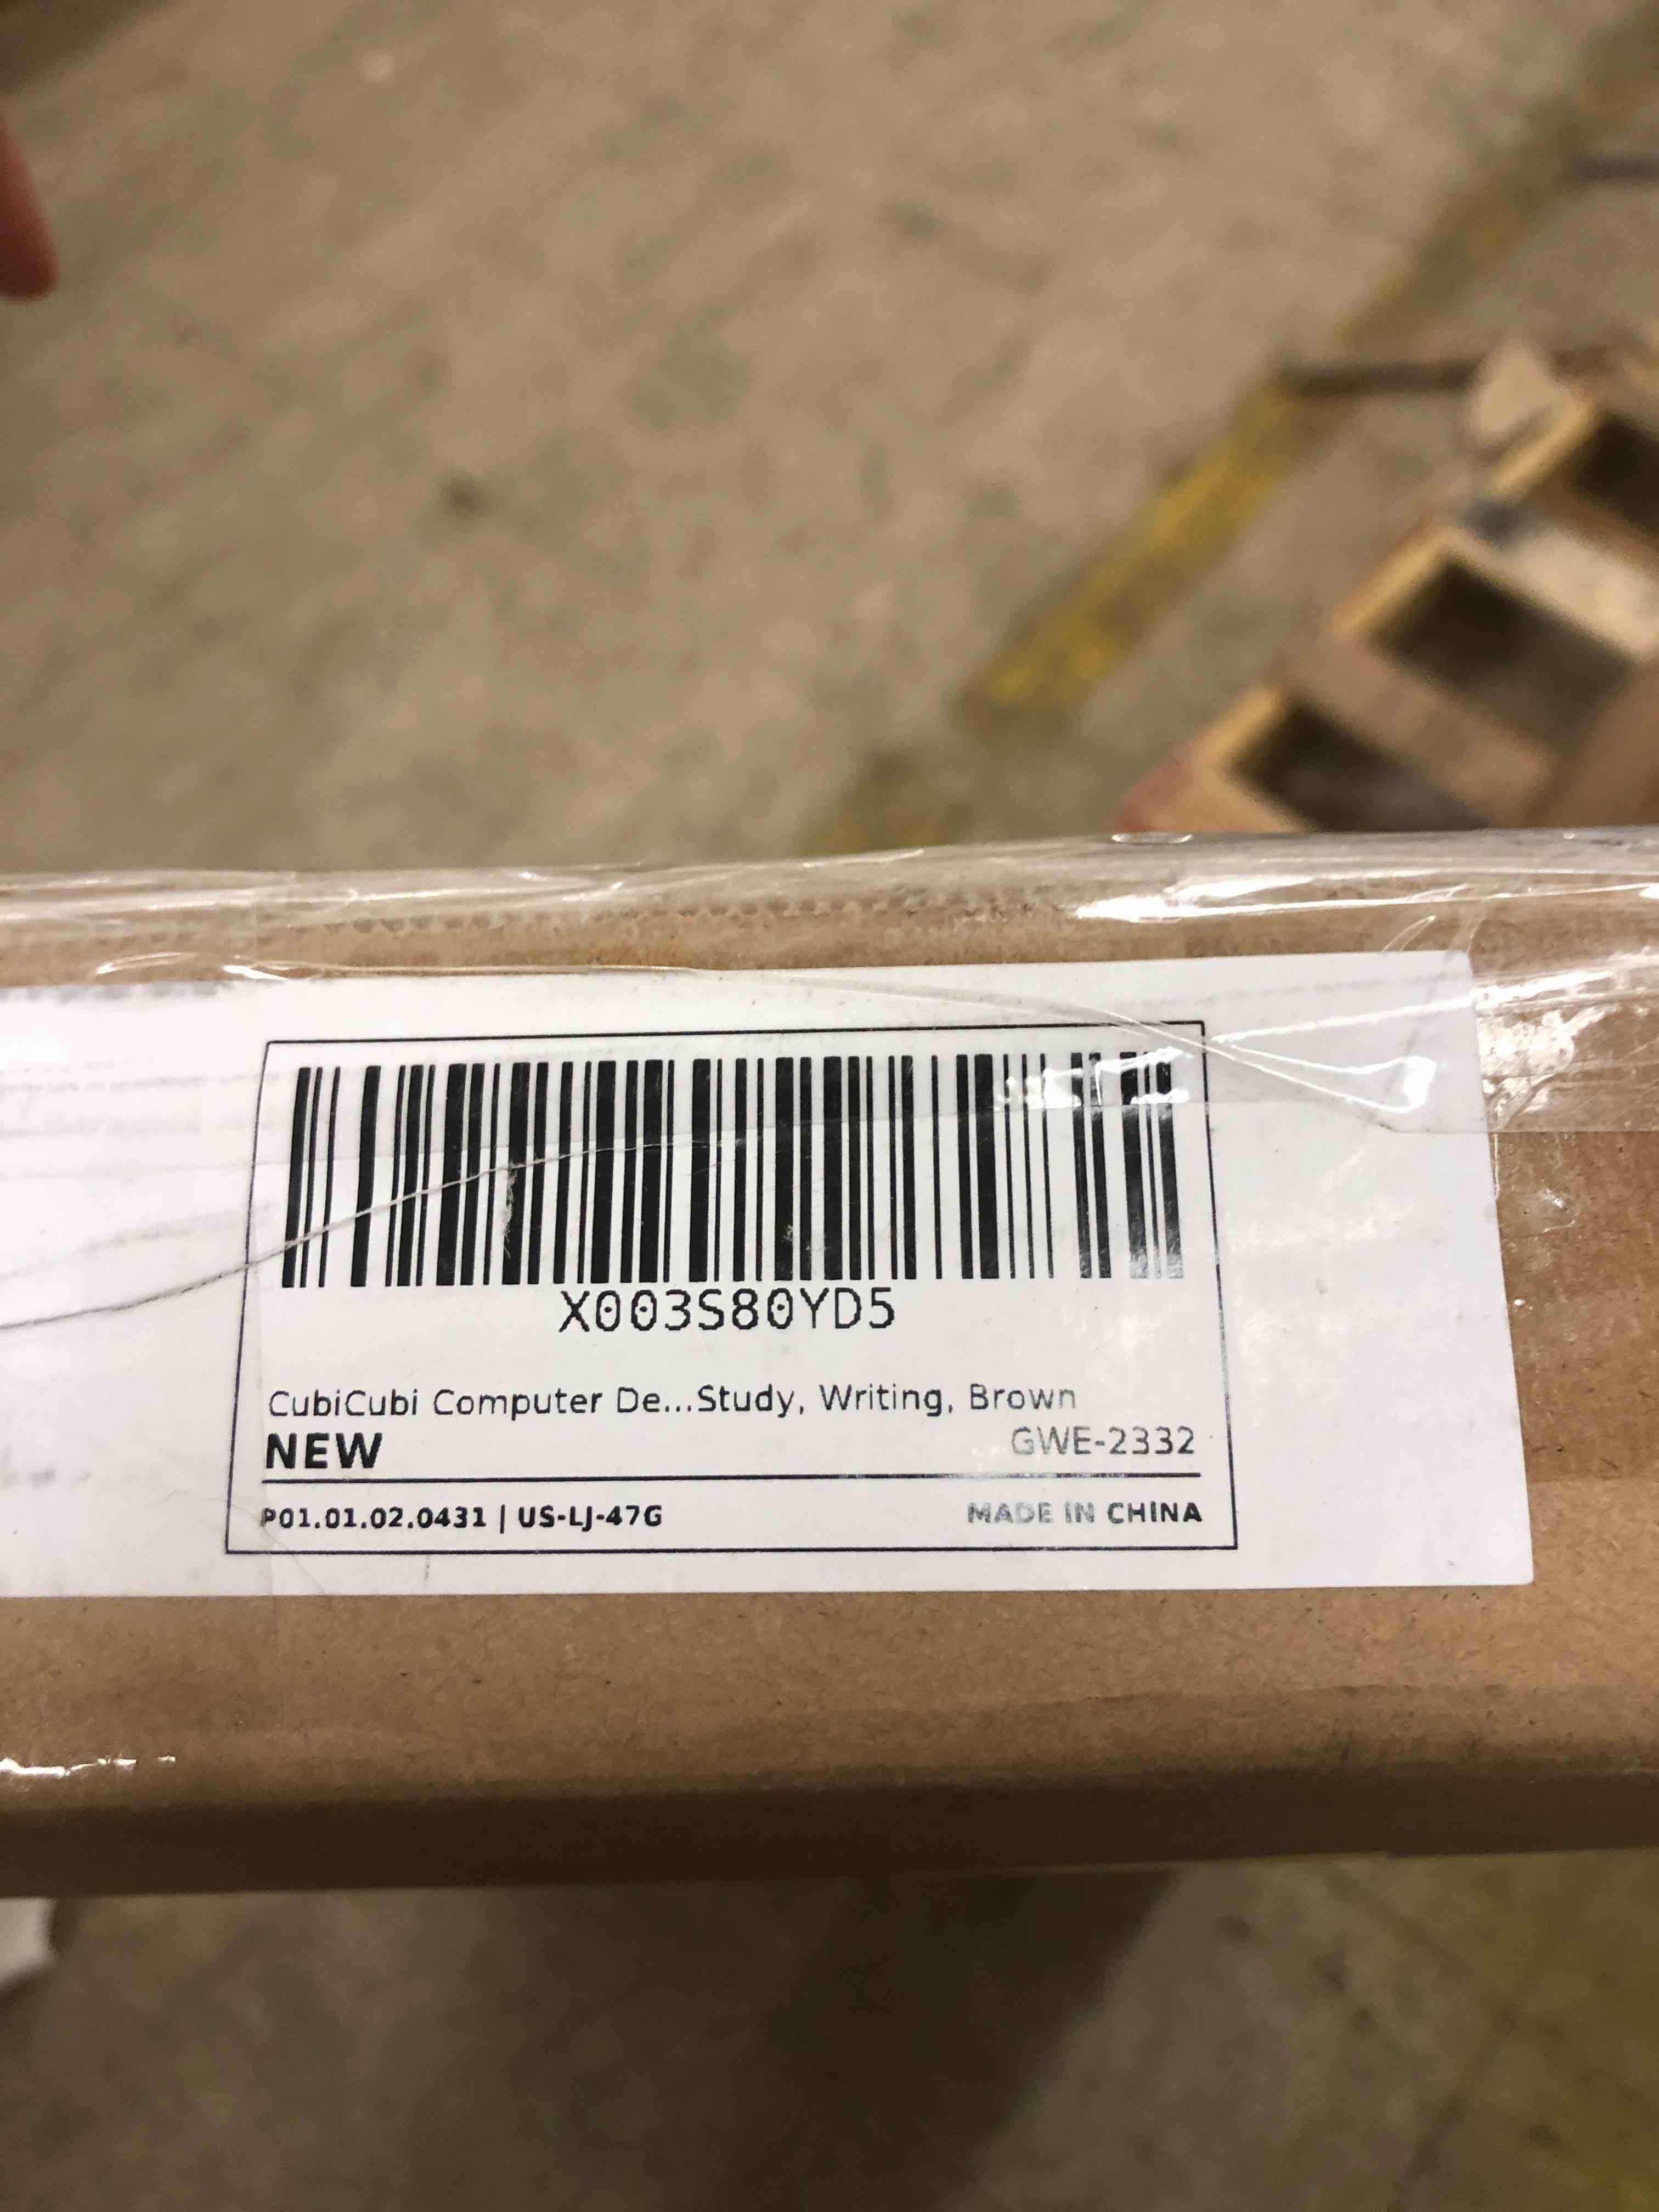 X003S80YD5
CubiCubi Computer De...Study, Writing, Brown
NEW GWE-2332
P01.01.02.0431 | US-LJ-47G MADE IN CHINA